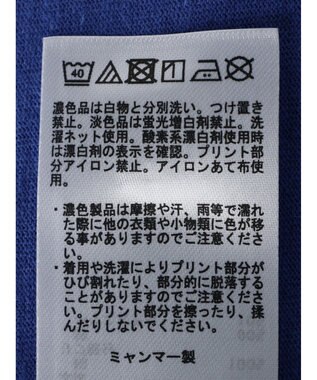 40
濃色品は白物と分別洗い。つけ置き
禁止。淡色品は蛍光増白剤禁止。洗
濯ネット使用。酸素系漂白剤使用時
は漂白剤の表示を確認。プリント部
分アイロン禁止。アイロンあて布使
用。
・濃色製品は摩擦や汗、雨等で濡れ
た際に他の衣類や小物類に色が移
る事がありますのでご注意くださ
い。
・着用や洗濯によりプリント部分が
ひび割れたり、部分的に脱落する
ことがありますのでご注意くださ
い。プリント部分を擦ったり、揉
んだりしないでください。
ミャンマー製